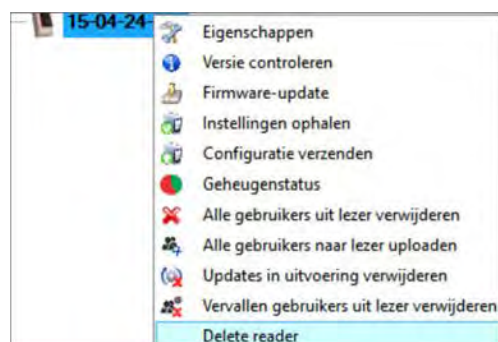 15-04-24-
Eigenschappen
Versie controleren
Firmware-update
Instellingen ophalen
Configuratie verzenden
Geheugenstatus
Alle gebruikers uit lezer verwijderen
Alle gebruikers naar lezer uploaden
Updates in uitvoering verwijderen
Vervallen gebruikers uit lezer verwijderen
Delete reader